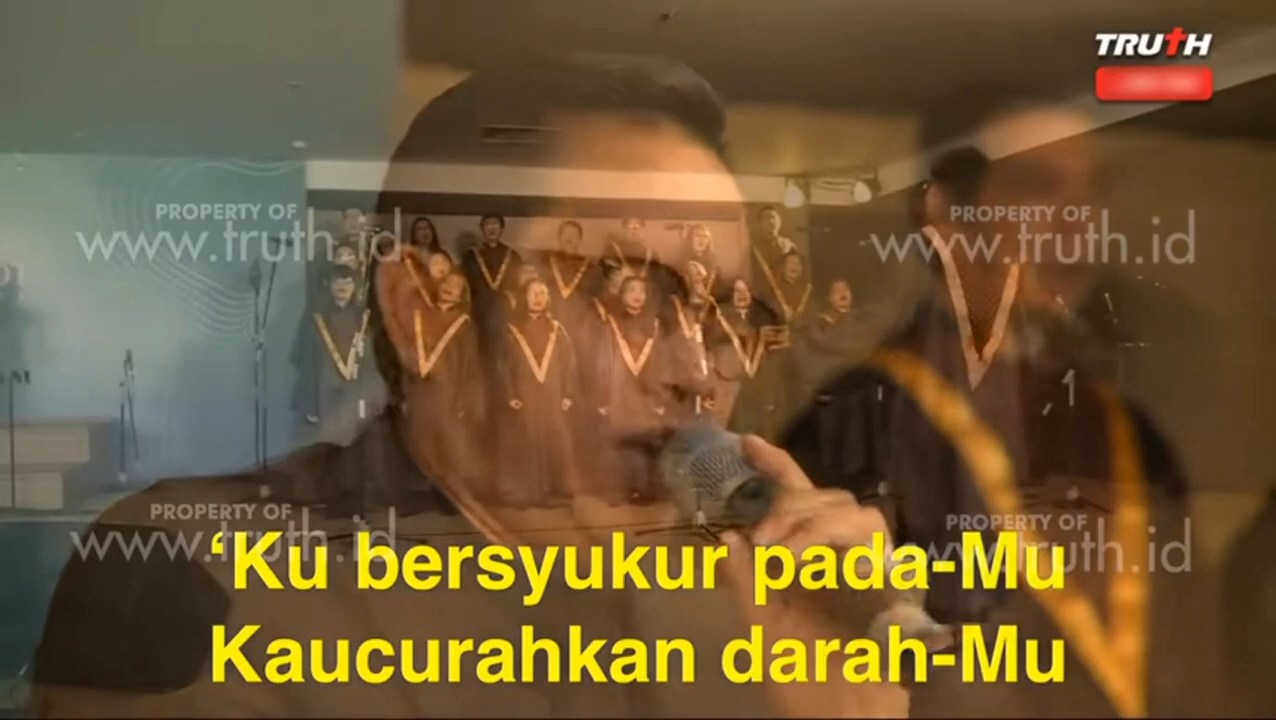 TRUTH
PROPERTY OF
www.truth.id
PROPERTY OF
www.truth.id
PROPERTY OF
www.truth.id
PROPERTY OF
www.truth.id
‘Ku bersyukur pada-Mu
Kaucurahkan darah-Mu